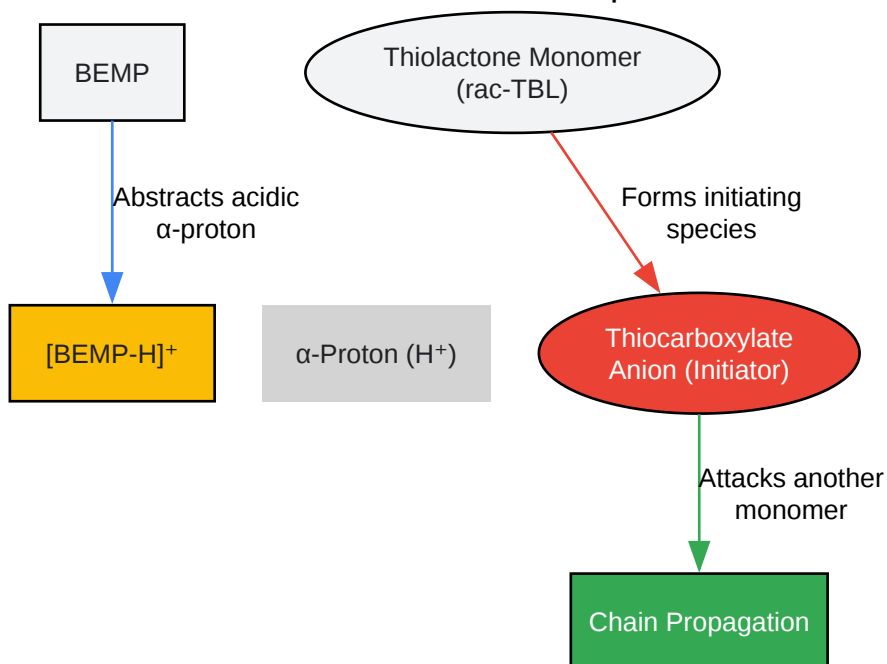 BEMP
Thiolactone Monomer
(rac-TBL)
Abstracts acidic
α-proton
Forms initiating
species
[BEMP-H]⁺
α-Proton (H⁺)
Thiocarboxylate
Anion (Initiator)
Attacks another
monomer
Chain Propagation